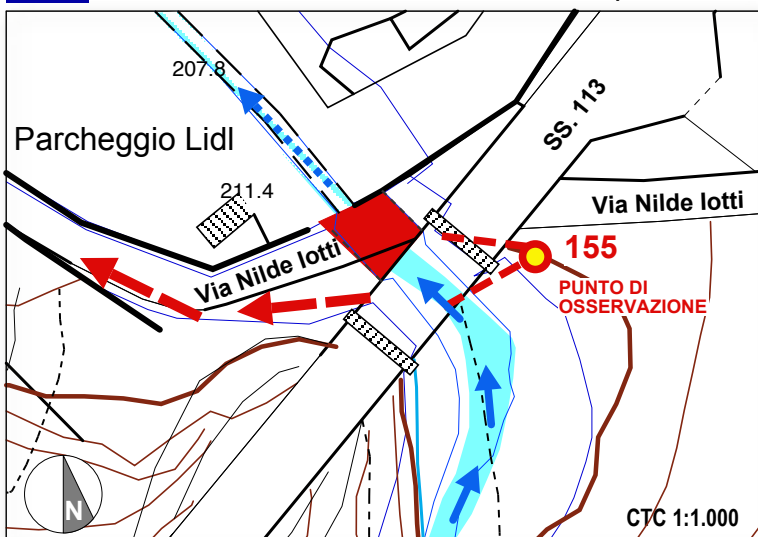 207.8
SS. 113
Parcheggio Lidl
211.4
Via Nilde Iotti
155
Via Nilde Iotti
PUNTO DI
OSSERVAZIONE
N
CTC 1:1.000